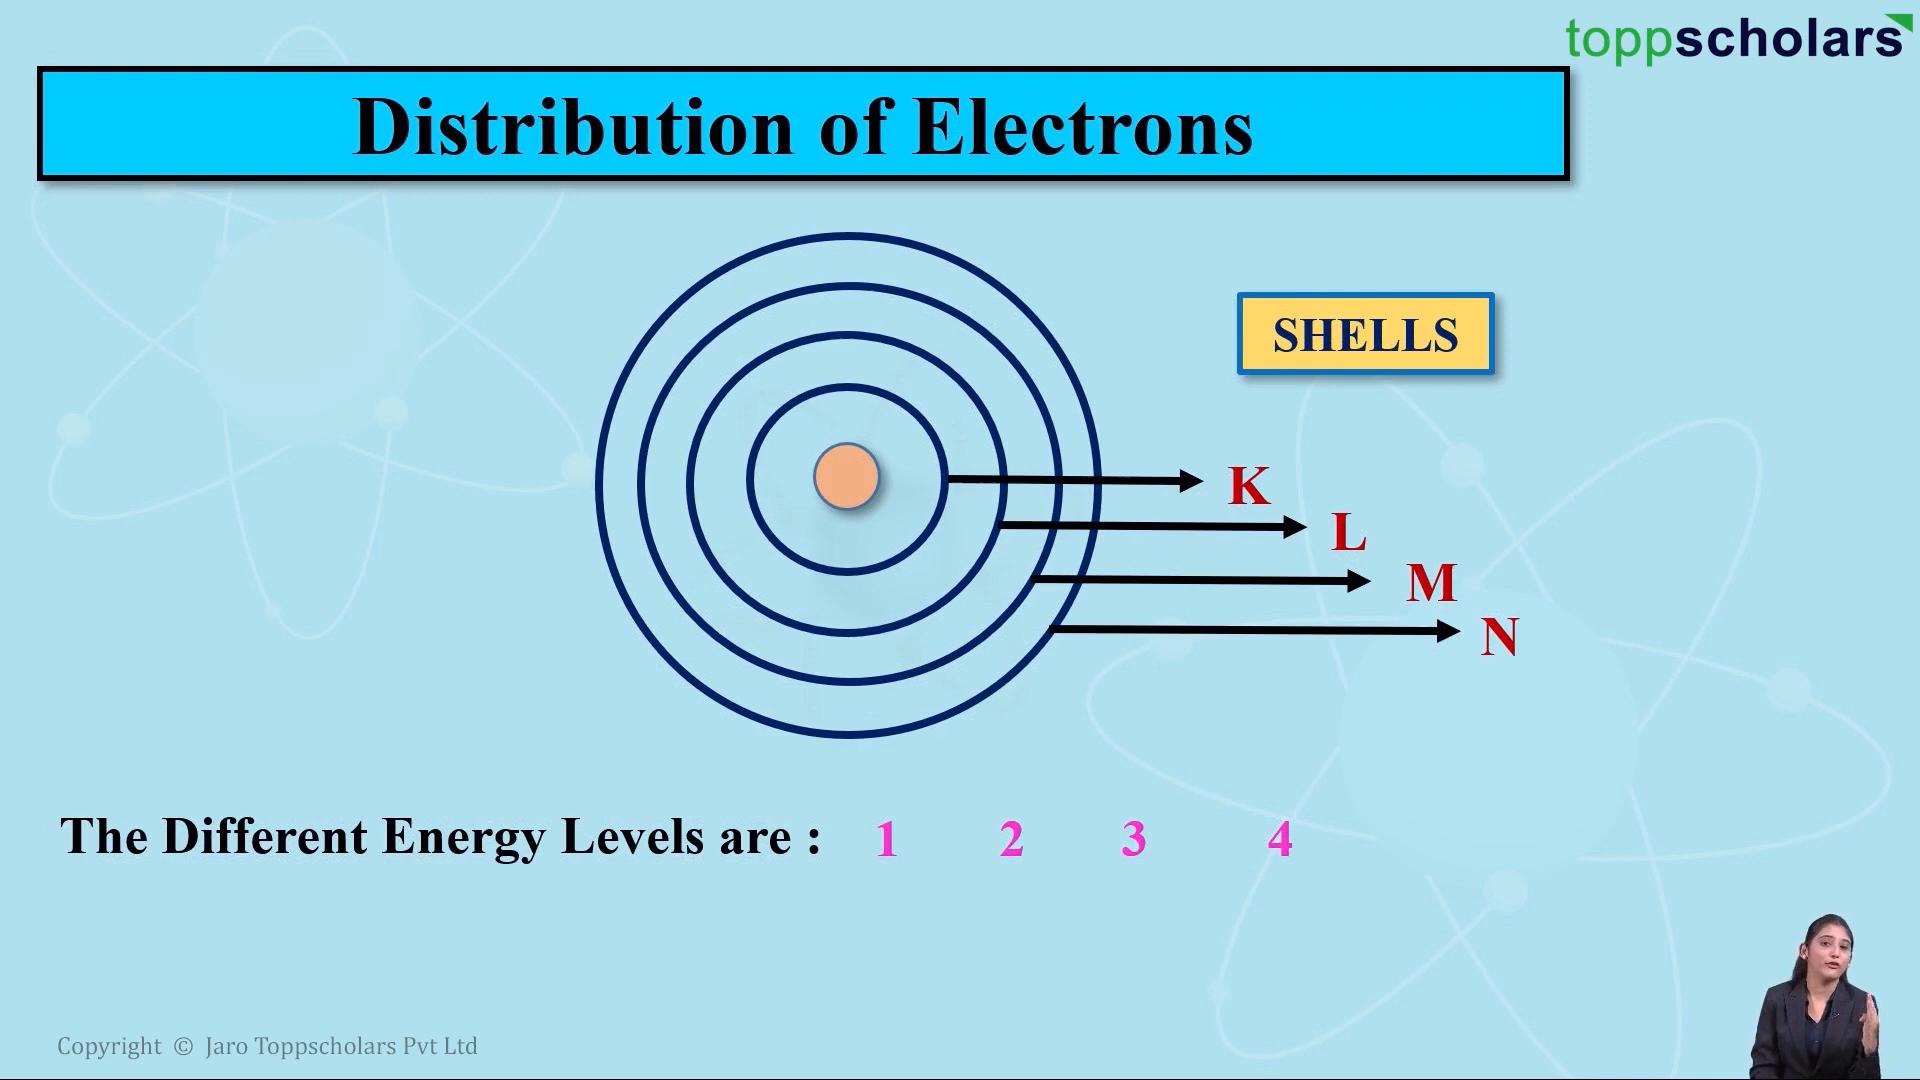 toppscholars
Distribution of Electrons
SHELLS
K
L
M
N
The Different Energy Levels are : 1 2 3 4
Copyright © Jaro Toppscholars Pvt Ltd